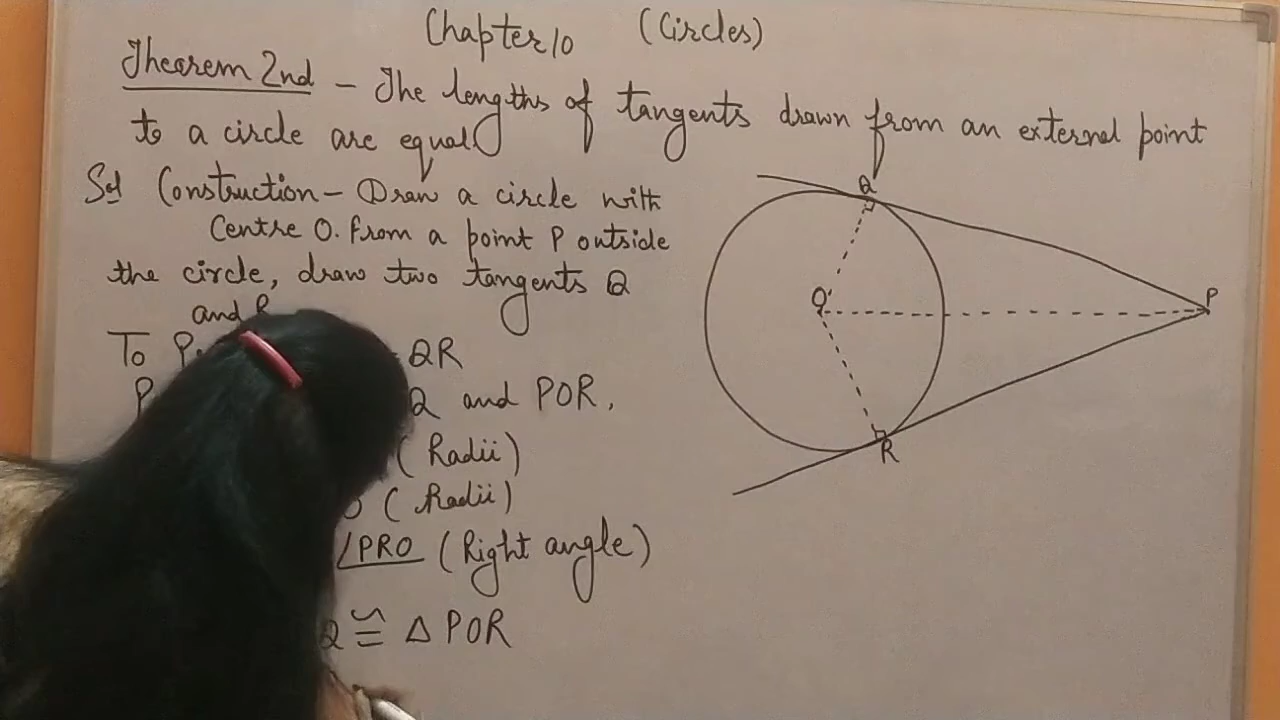 Chapter 10 (Circles)
Theorem 2nd - The lengths of tangents drawn from an external point
to a circle are equal
Sol Construction - Draw a circle with
Centre O. From a point P outside
the circle, draw two tangents Q
and R
To QR
and POR,
(Radii)
(Radii)
∠PRO (Right angle)
≅ Δ POR
Q
O
P
R